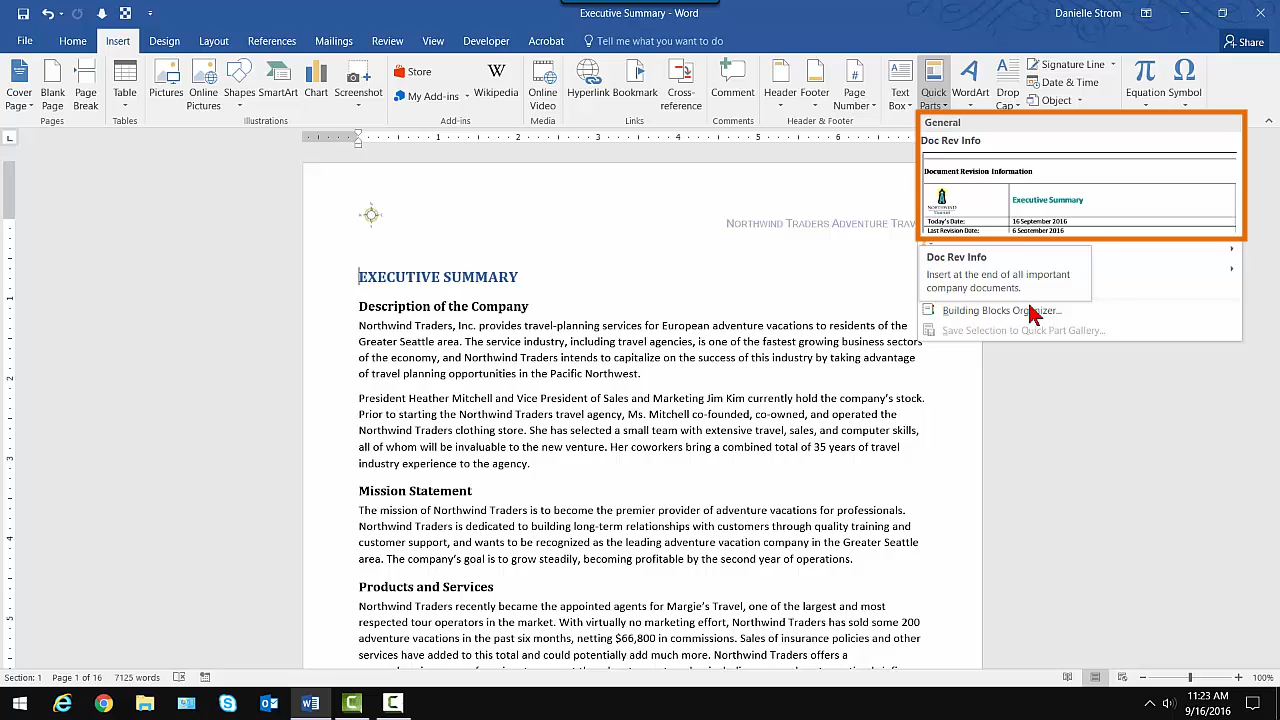 Executive Summary - Word
Danielle Strom
File Home Insert Design Layout References Mailings Review View Developer Acrobat Tell me what you want to do Share
Cover Page
Blank Page
Page Break
Pages
Table
Tables
Pictures
Online Pictures
Shapes
SmartArt
Chart
Screenshot
Illustrations
Store
My Add-ins
Add-ins
W
Wikipedia
Online Video
Media
Hyperlink
Bookmark
Cross-reference
Links
Comment
Comments
Header
Footer
Page Number
Header & Footer
Text Box
Quick Parts
WordArt
Drop Cap
Signature Line
Date & Time
Object
Equation
Symbol
General
Doc Rev Info
Document Revision Information
NORTHWIND
TRADERS
Executive Summary
Today's Date: 16 September 2016
Last Revision Date: 6 September 2016
Doc Rev Info
Insert at the end of all important
company documents.
Building Blocks Organizer...
Save Selection to Quick Part Gallery...
1 2 3 4 5 6
1
2
3
4
5
NORTHWIND TRADERS ADVENTURE TRAV
EXECUTIVE SUMMARY
Description of the Company
Northwind Traders, Inc. provides travel-planning services for European adventure vacations to residents of the
Greater Seattle area. The service industry, including travel agencies, is one of the fastest growing business sectors
of the economy, and Northwind Traders intends to capitalize on the success of this industry by taking advantage
of travel planning opportunities in the Pacific Northwest.
President Heather Mitchell and Vice President of Sales and Marketing Jim Kim currently hold the company's stock.
Prior to starting the Northwind Traders travel agency, Ms. Mitchell co-founded, co-owned, and operated the
Northwind Traders clothing store. She has selected a small team with extensive travel, sales, and computer skills,
all of whom will be invaluable to the new venture. Her coworkers bring a combined total of 35 years of travel
industry experience to the agency.
Mission Statement
The mission of Northwind Traders is to become the premier provider of adventure vacations for professionals.
Northwind Traders is dedicated to building long-term relationships with customers through quality training and
customer support, and wants to be recognized as the leading adventure vacation company in the Greater Seattle
area. The company's goal is to grow steadily, becoming profitable by the second year of operations.
Products and Services
Northwind Traders recently became the appointed agents for Margie's Travel, one of the largest and most
respected tour operators in the market. With virtually no marketing effort, Northwind Traders has sold some 200
adventure vacations in the past six months, netting $66,800 in commissions. Sales of insurance policies and other
services have added to this total and could potentially add much more. Northwind Traders offers a
Section: 1 Page 1 of 16 7125 words 100%
11:23 AM
9/16/2016